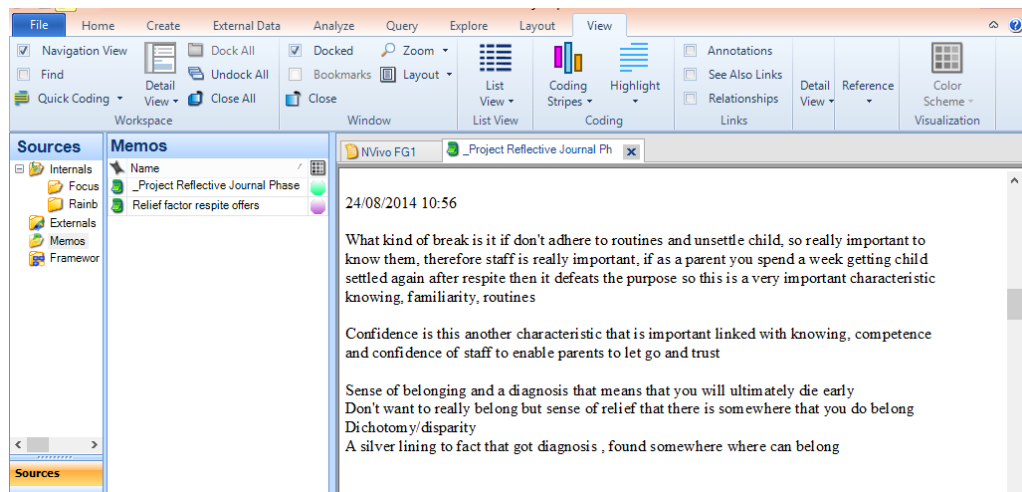 File Home Create External Data Analyze Query Explore Layout View
Navigation View
Find
Quick Coding
Detail View
Dock All
Undock All
Close All
Workspace
Docked
Bookmarks
Close
Zoom
Layout
Window
List View
List View
Coding Stripes
Highlight
Coding
Annotations
See Also Links
Relationships
Links
Detail View
Reference
Color Scheme
Visualization
Sources
Internals
Focus
Rainb
Externals
Memos
Framewor
Sources
Memos
Name
_Project Reflective Journal Phase
Relief factor respite offers
NVivo FG1
_Project Reflective Journal Ph
24/08/2014 10:56
What kind of break is it if don't adhere to routines and unsettle child, so really important to
know them, therefore staff is really important, if as a parent you spend a week getting child
settled again after respite then it defeats the purpose so this is a very important characteristic
knowing, familiarity, routines
Confidence is this another characteristic that is important linked with knowing, competence
and confidence of staff to enable parents to let go and trust
Sense of belonging and a diagnosis that means that you will ultimately die early
Don't want to really belong but sense of relief that there is somewhere that you do belong
Dichotomy/disparity
A silver lining to fact that got diagnosis , found somewhere where can belong